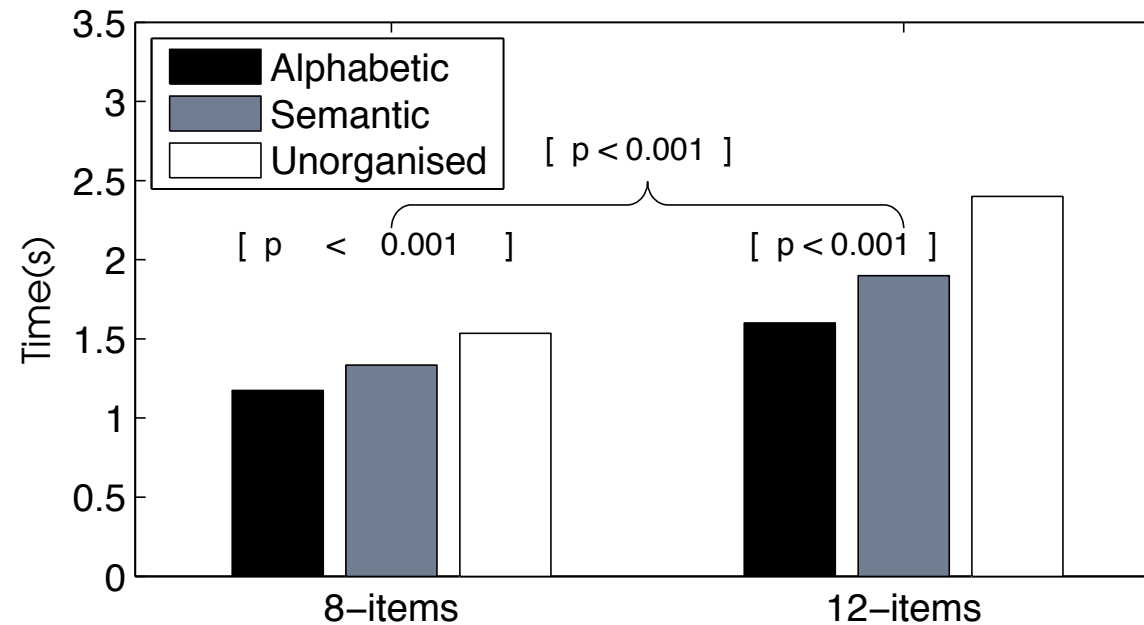 3.5
3
2.5
2
1.5
1
0.5
0
Time(s)
Alphabetic
Semantic
Unorganised
[ p < 0.001 ]
[ p < 0.001 ]
[ p < 0.001 ]
8−items
12−items